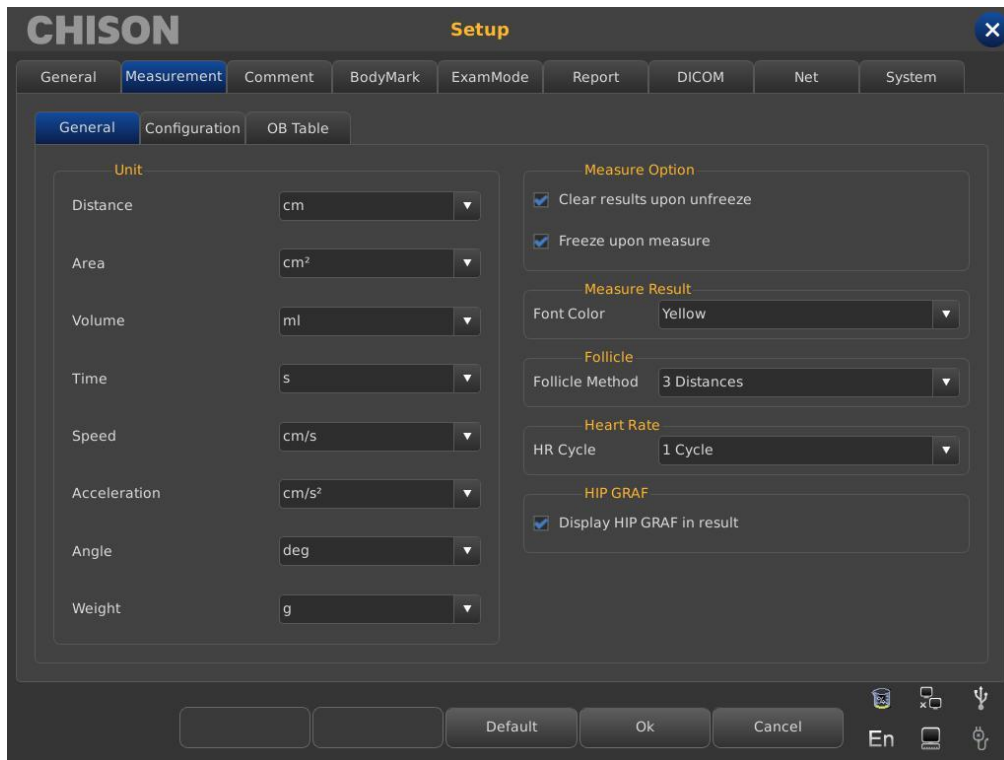 CHISON
Setup
General Measurement Comment BodyMark ExamMode Report DICOM Net System
General Configuration OB Table
Unit
Distance cm
Area cm²
Volume ml
Time s
Speed cm/s
Acceleration cm/s²
Angle deg
Weight g
Measure Option
Clear results upon unfreeze
Freeze upon measure
Measure Result
Font Color Yellow
Follicle
Follicle Method 3 Distances
Heart Rate
HR Cycle 1 Cycle
HIP GRAF
Display HIP GRAF in result
Default Ok Cancel
En